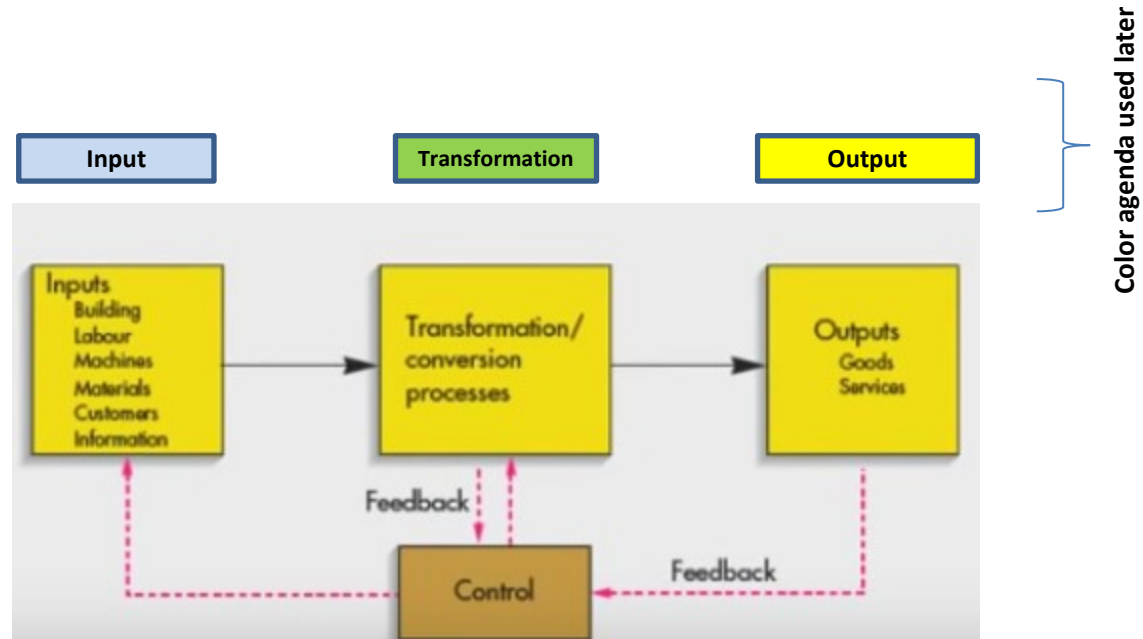 Color agenda used later
Input
Transformation
Output
Inputs
Building
Labour
Machines
Materials
Customers
Information
Transformation/
conversion
processes
Outputs
Goods
Services
Feedback
Control
Feedback